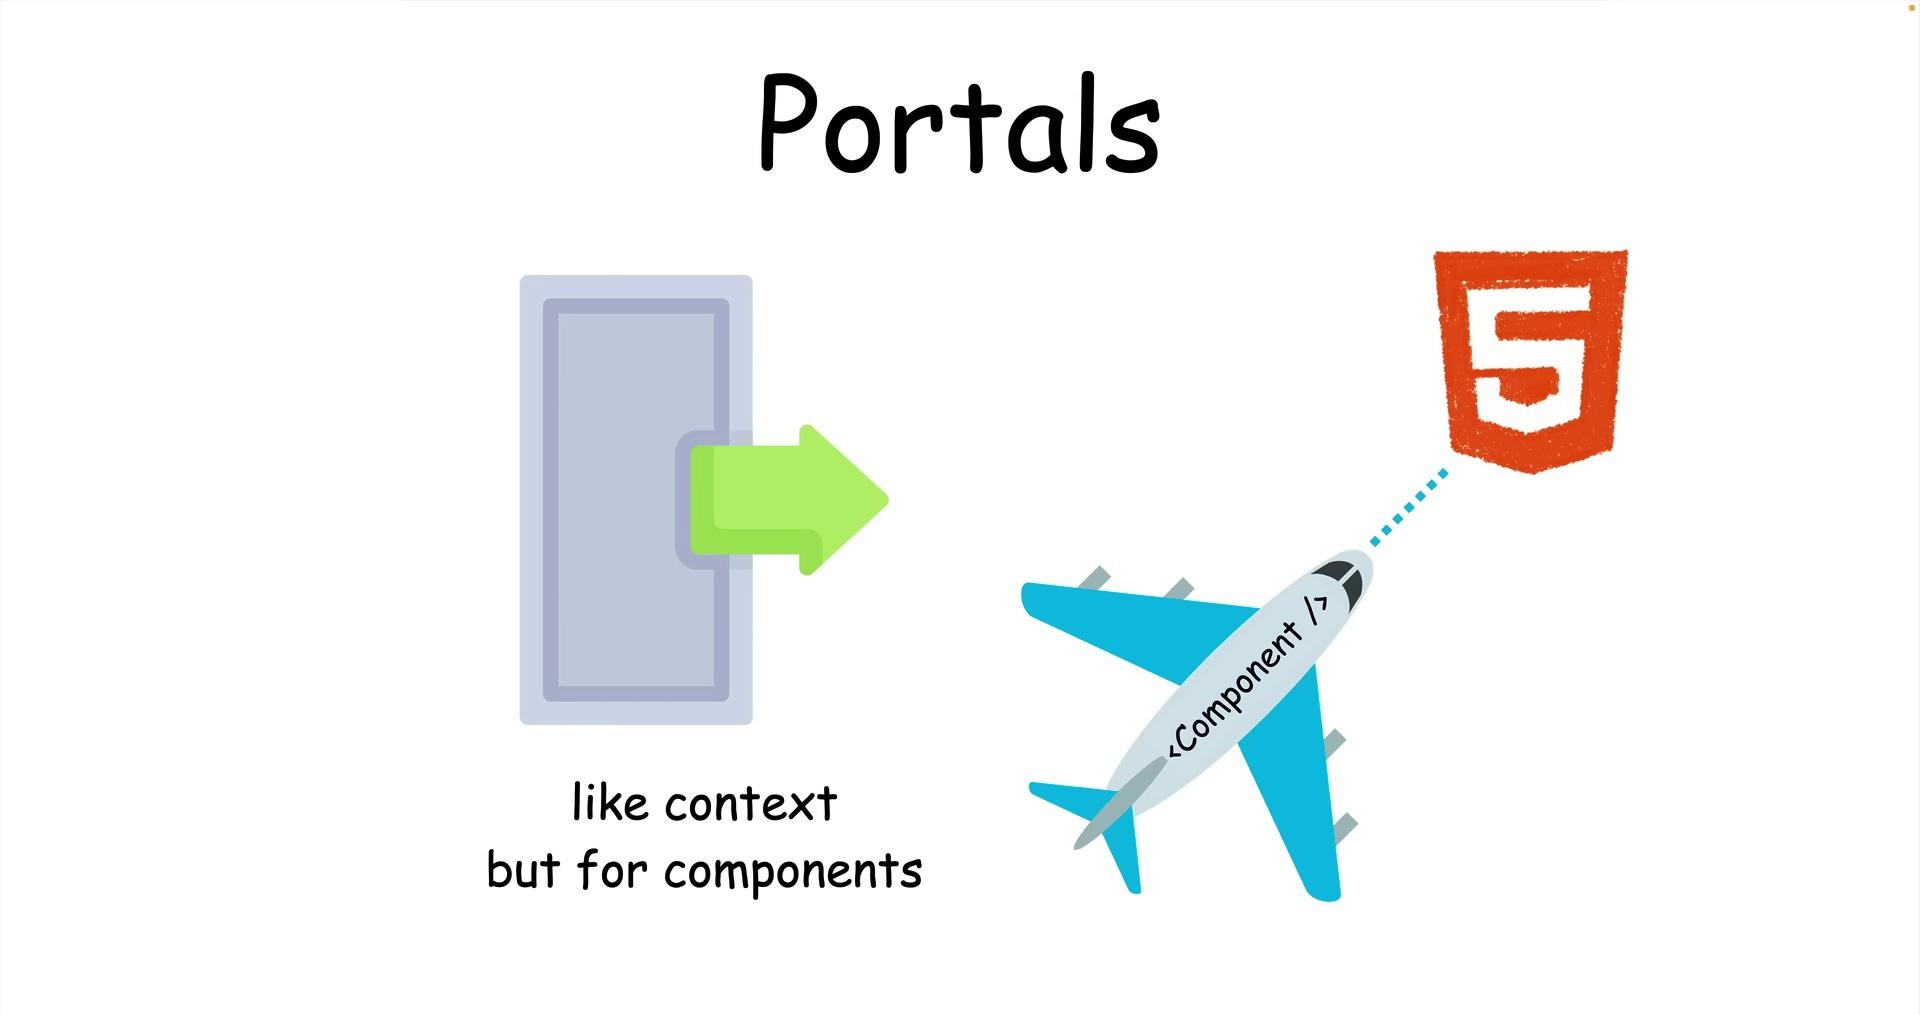 Portals
5
<Component />
like context
but for components